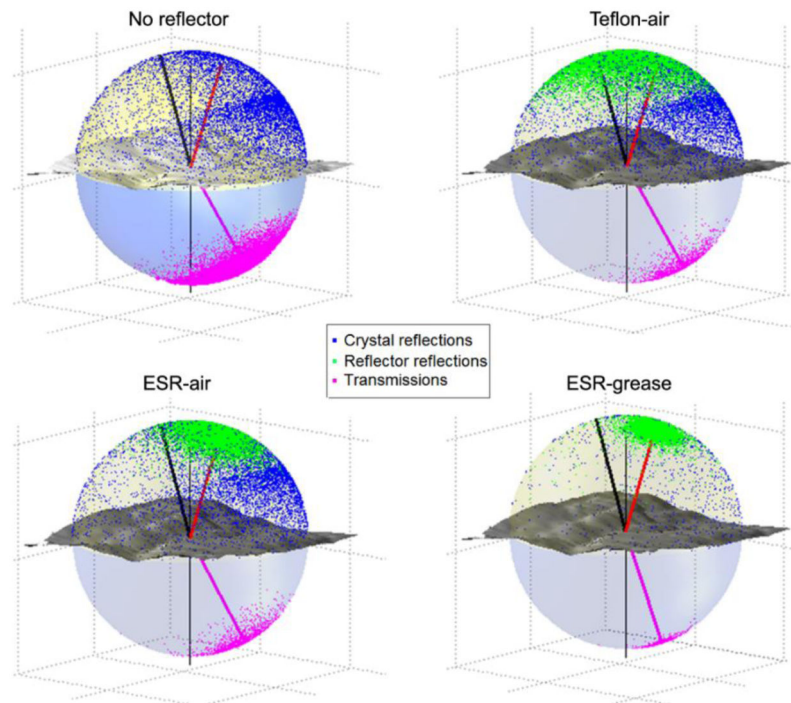 No reflector
Teflon-air
Crystal reflections
Reflector reflections
Transmissions
ESR-air
ESR-grease